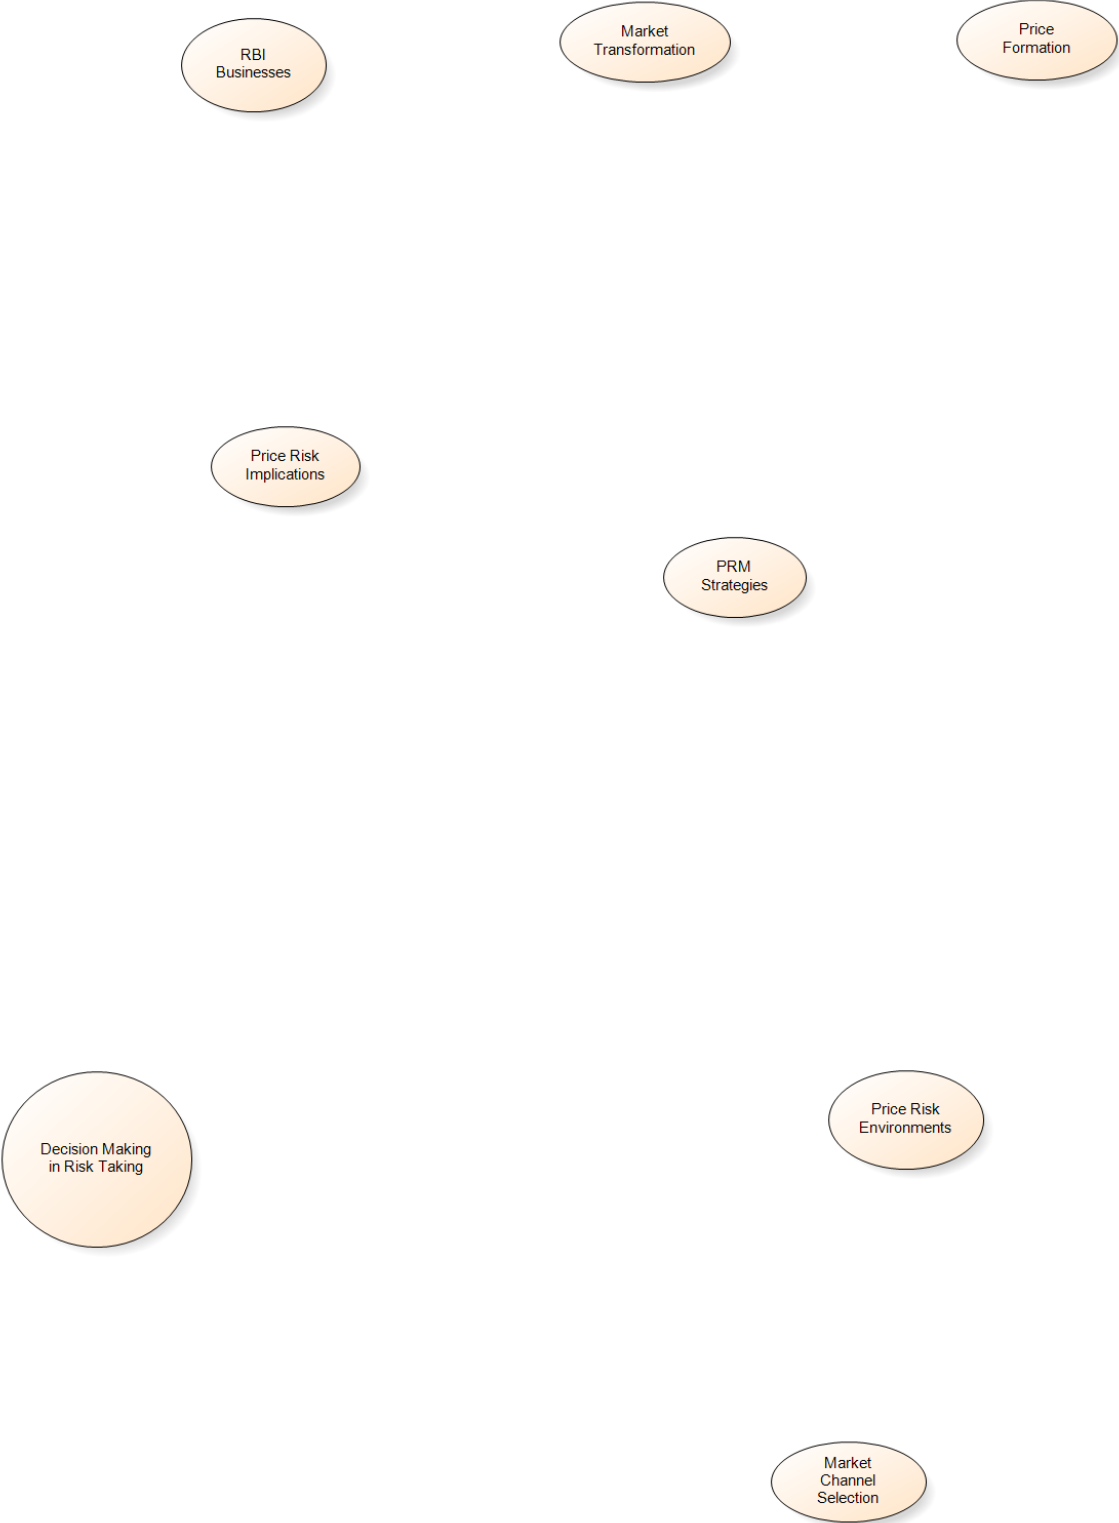 RBI
Businesses
Market
Transformation
Price
Formation
Price Risk
Implications
PRM
Strategies
Decision Making
in Risk Taking
Price Risk
Environments
Market
Channel
Selection